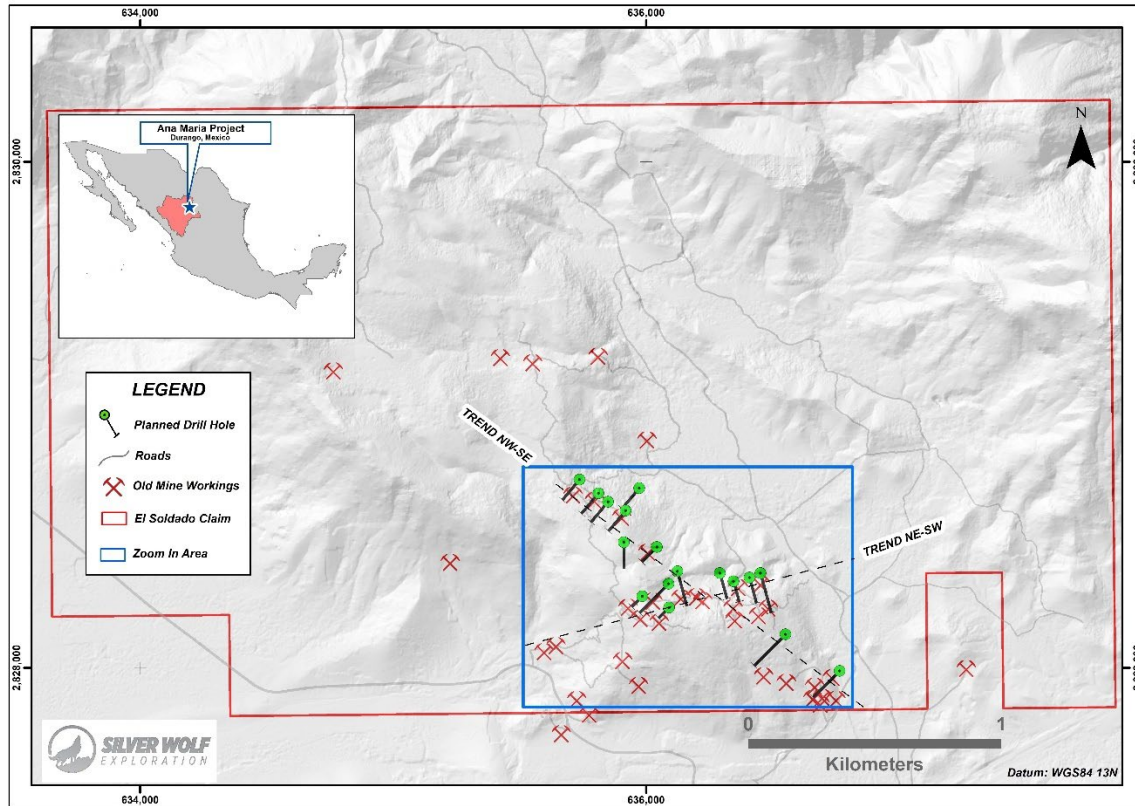 634,000
636,000
2,830,000
Ana Maria Project
Durango, Mexico
N
LEGEND
Planned Drill Hole
Roads
Old Mine Workings
El Soldado Claim
Zoom In Area
TREND NW-SE
TREND NE-SW
2,828,000
0
1
Kilometers
SILVER WOLF
EXPLORATION
Datum: WGS84 13N
634,000
636,000